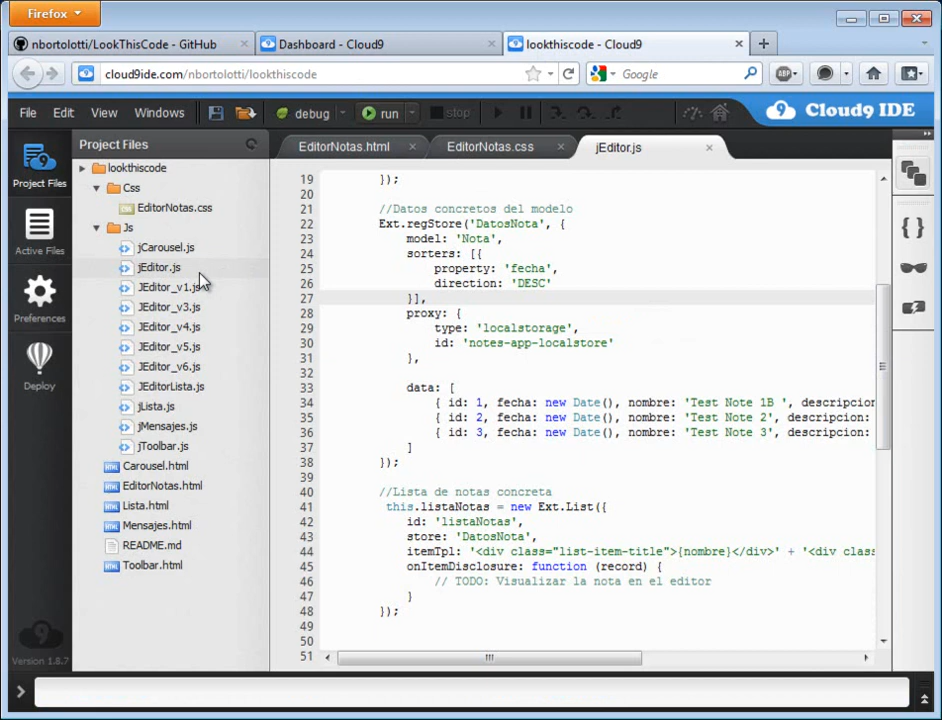 Firefox
nbortolotti/LookThisCode - GitHub
Dashboard - Cloud9
lookthiscode - Cloud9
cloud9ide.com/nbortolotti/lookthiscode
Google
ABP
File Edit View Windows debug run stop
Cloud9 IDE
Project Files
Active Files
Preferences
Deploy
Version 1.8.7
Project Files
lookthiscode
Css
EditorNotas.css
Js
jCarousel.js
jEditor.js
JEditor_v1.js
JEditor_v3.js
JEditor_v4.js
JEditor_v5.js
JEditor_v6.js
JEditorLista.js
jLista.js
jMensajes.js
jToolbar.js
Carousel.html
EditorNotas.html
Lista.html
Mensajes.html
README.md
Toolbar.html
EditorNotas.html
EditorNotas.css
jEditor.js
19 });
20
21 //Datos concretos del modelo
22 Ext.regStore('DatosNota', {
23 model: 'Nota',
24 sorters: [{
25 property: 'fecha',
26 direction: 'DESC'
27 }],
28 proxy: {
29 type: 'localstorage',
30 id: 'notes-app-localstore'
31 },
32
33 data: [
34 { id: 1, fecha: new Date(), nombre: 'Test Note 1B ', descripcion
35 { id: 2, fecha: new Date(), nombre: 'Test Note 2', descripcion:
36 { id: 3, fecha: new Date(), nombre: 'Test Note 3', descripcion:
37 ]
38 });
39
40 //Lista de notas concreta
41 this.listaNotas = new Ext.List({
42 id: 'listaNotas',
43 store: 'DatosNota',
44 itemTpl: '<div class="list-item-title">{nombre}</div>' + '<div clas
45 onItemDisclosure: function (record) {
46 // TODO: Visualizar la nota en el editor
47 }
48 });
49
50
51